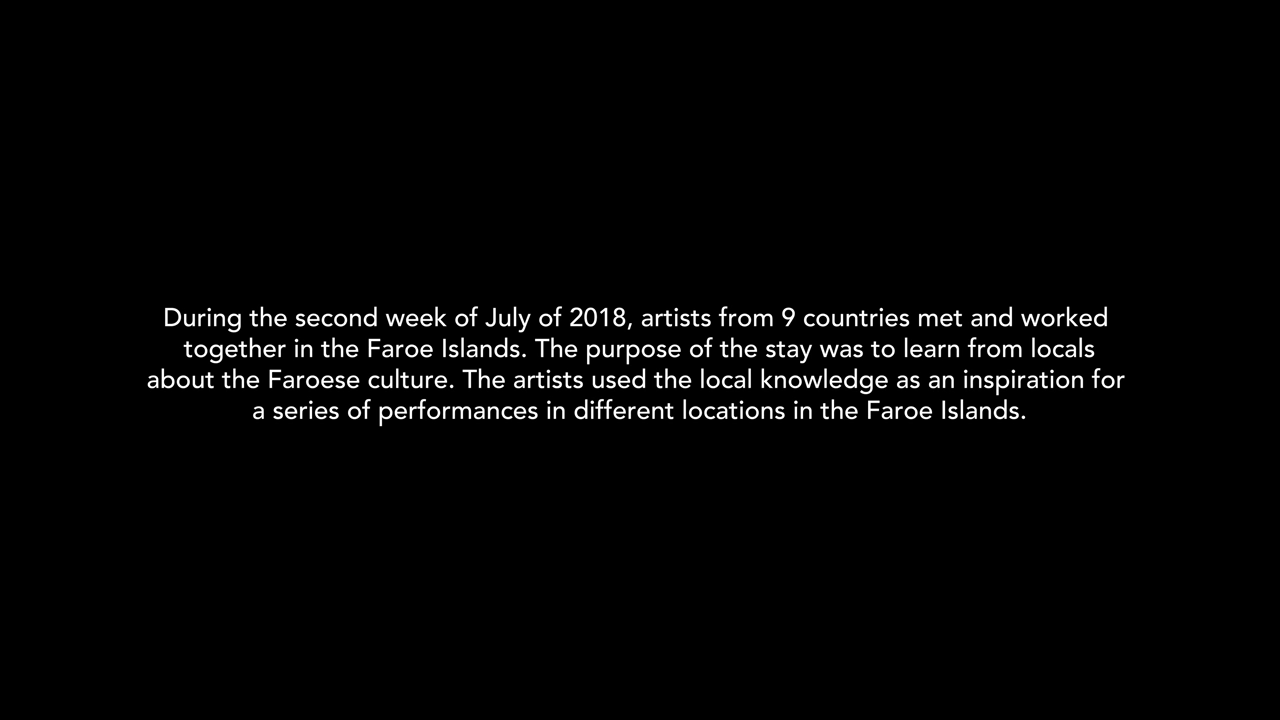 During the second week of July of 2018, artists from 9 countries met and worked
together in the Faroe Islands. The purpose of the stay was to learn from locals
about the Faroese culture. The artists used the local knowledge as an inspiration for
a series of performances in different locations in the Faroe Islands.